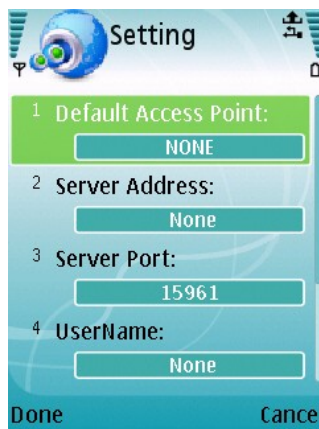 Setting
1 Default Access Point:
NONE
2 Server Address:
None
3 Server Port:
15961
4 UserName:
None
Done Cance